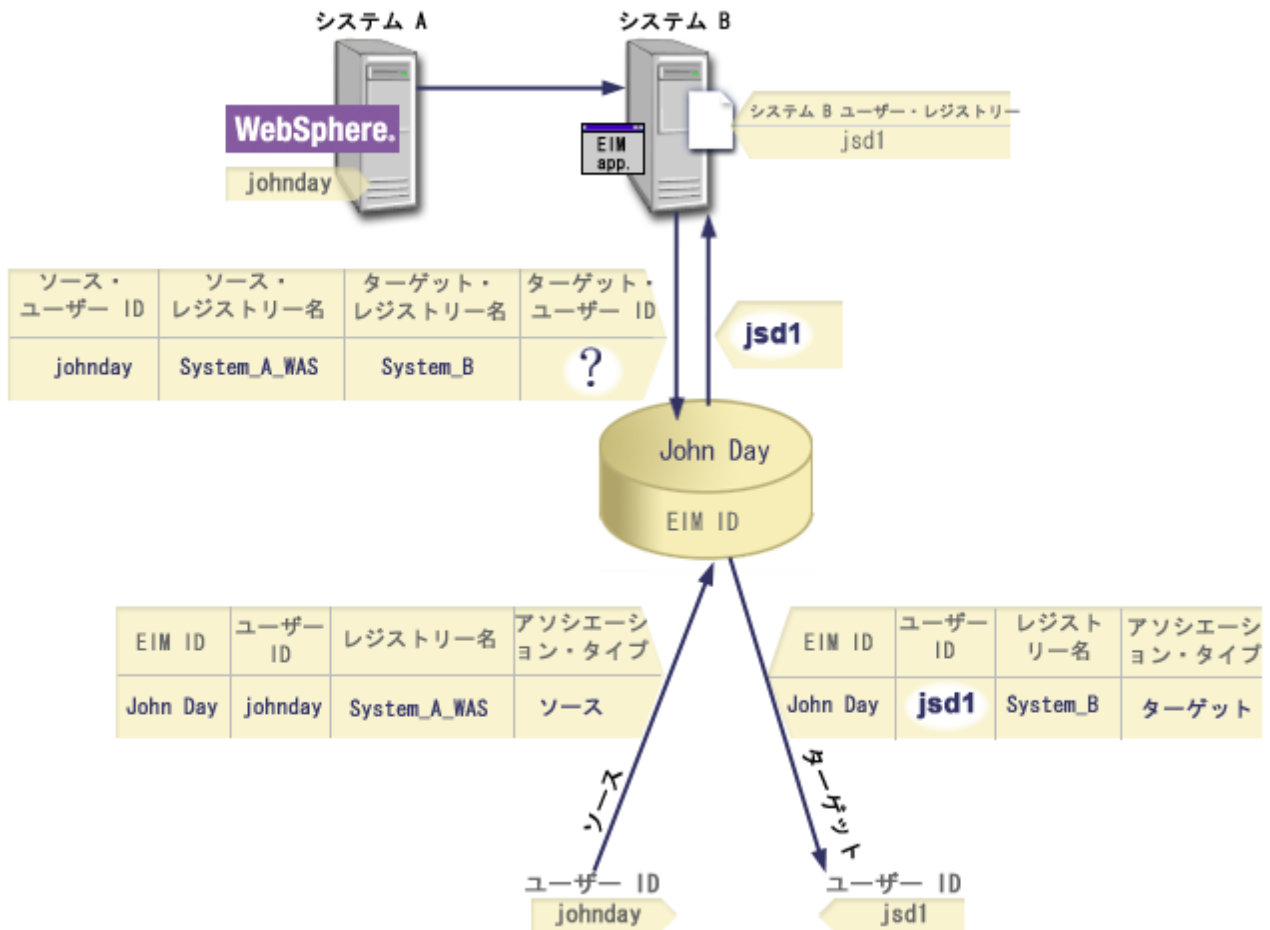 システム A
システム B
WebSphere.
johnday
EIM
app.
システム B ユーザー・レジストリー
jsd1
ソース・
ユーザー ID
ソース・
レジストリー名
ターゲット・
レジストリー名
ターゲット・
ユーザー ID
johnday
System_A_WAS
System_B
?
jsd1
John Day
EIM ID
EIM ID
ユーザー
ID
レジストリー名
アソシエーシ
ョン・タイプ
John Day
johnday
System_A_WAS
ソース
EIM ID
ユーザー
ID
レジスト
リー名
アソシエーシ
ョン・タイプ
John Day
jsd1
System_B
ターゲット
ソース
ターゲット
ユーザー ID
johnday
ユーザー ID
jsd1